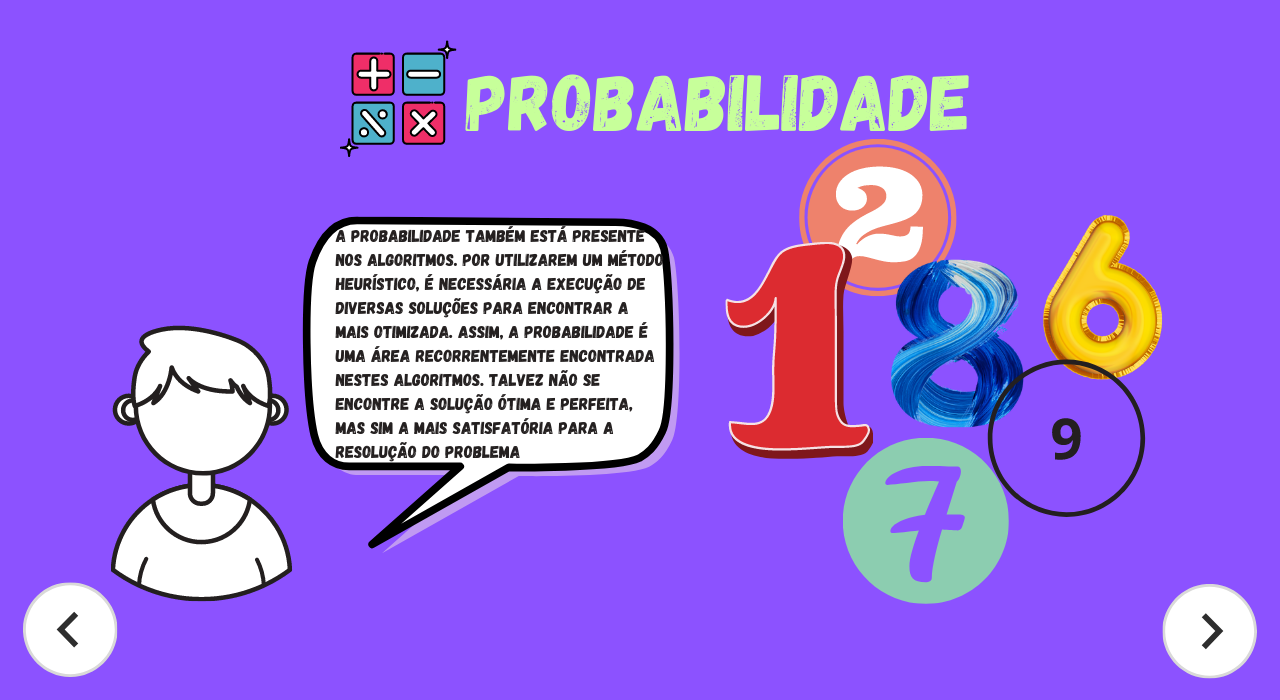 PROBABILIDADE
A PROBABILIDADE TAMBÉM ESTÁ PRESENTE
NOS ALGORITMOS. POR UTILIZAREM UM MÉTODO
HEURÍSTICO, É NECESSÁRIA A EXECUÇÃO DE
DIVERSAS SOLUÇÕES PARA ENCONTRAR A
MAIS OTIMIZADA. ASSIM, A PROBABILIDADE É
UMA ÁREA RECORRENTEMENTE ENCONTRADA
NESTES ALGORITMOS. TALVEZ NÃO SE
ENCONTRE A SOLUÇÃO ÓTIMA E PERFEITA,
MAS SIM A MAIS SATISFATÓRIA PARA A
RESOLUÇÃO DO PROBLEMA
2
1
8
6
9
7